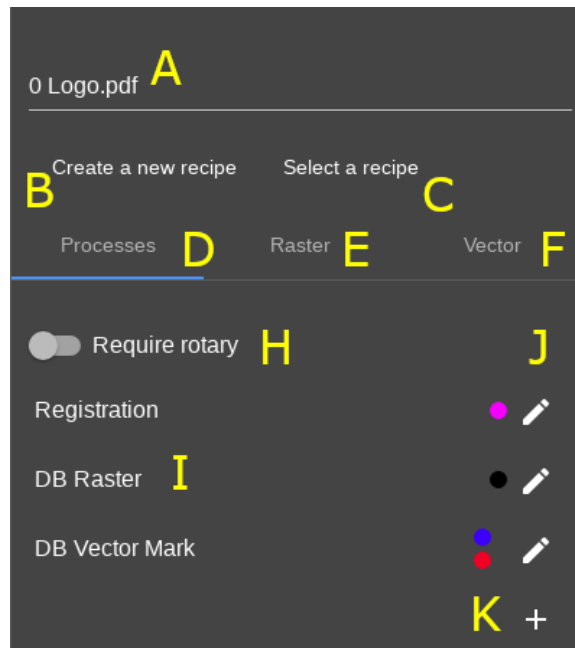 0 Logo.pdf A
B Create a new recipe Select a recipe C
Processes D Raster E Vector F
Require rotary H J
Registration
DB Raster I
DB Vector Mark
K +